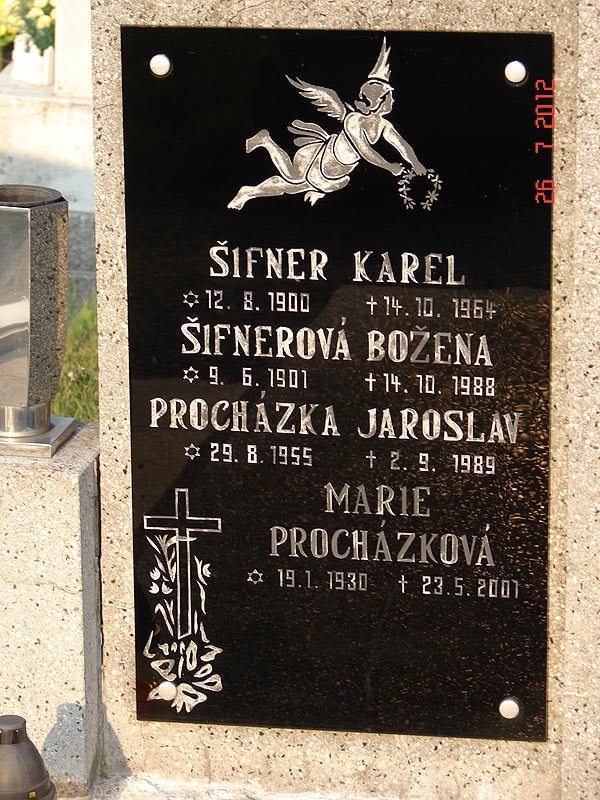 ŠIFNER KAREL
✡ 12. 8. 1900 ✝ 14. 10. 1964
ŠIFNEROVÁ BOŽENA
✡ 9. 6. 1901 ✝ 14. 10. 1988
PROCHÁZKA JAROSLAV
✡ 29. 8. 1955 ✝ 2. 9. 1989
MARIE
PROCHÁZKOVÁ
✡ 19. 1. 1930 ✝ 23. 5. 2001
26 7 2012